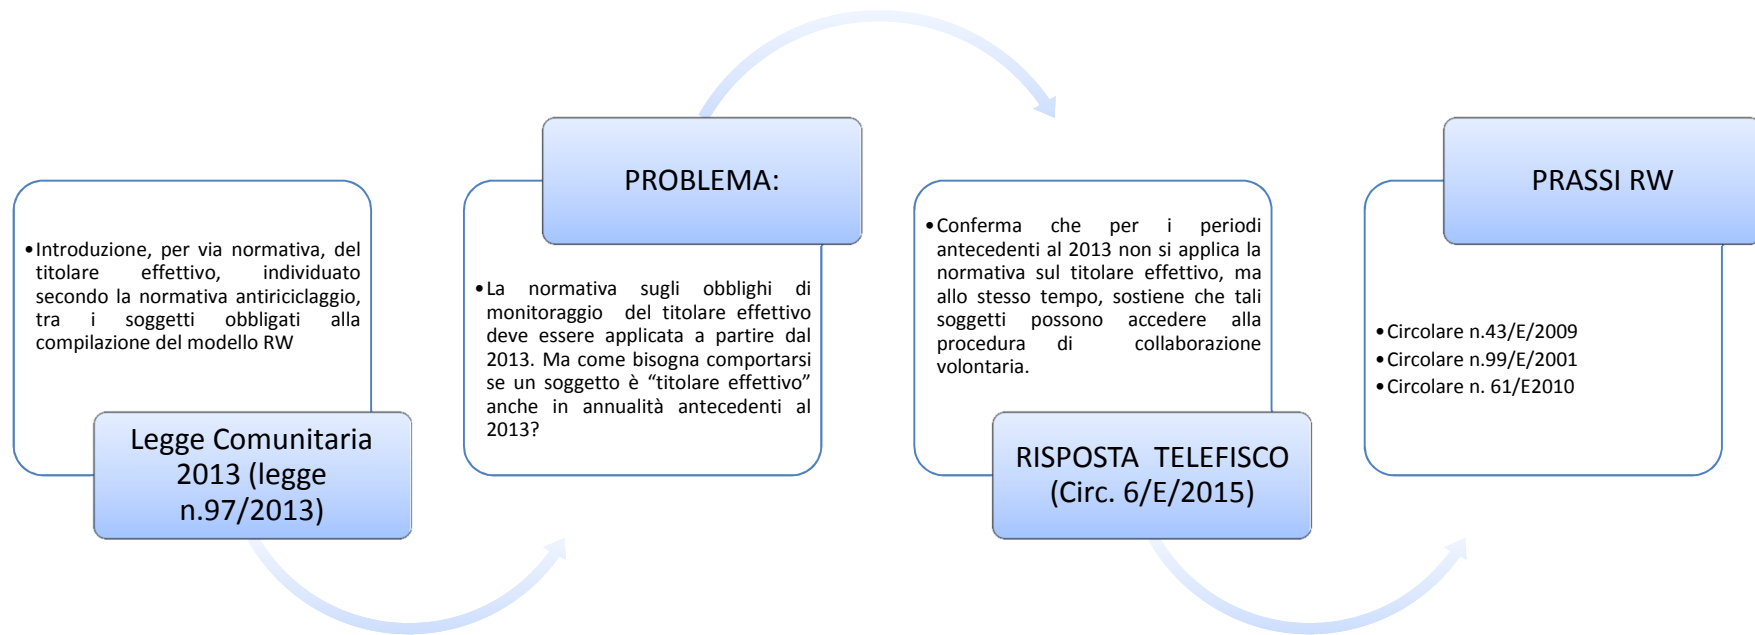 •Introduzione, per via normativa, del
titolare effettivo, individuato
secondo la normativa antiriciclaggio,
tra i soggetti obbligati alla
compilazione del modello RW
Legge Comunitaria
2013 (legge
n.97/2013)
PROBLEMA:
•La normativa sugli obblighi di
monitoraggio del titolare effettivo
deve essere applicata a partire dal
2013. Ma come bisogna comportarsi
se un soggetto è “titolare effettivo”
anche in annualità antecedenti al
2013?
•Conferma che per i periodi
antecedenti al 2013 non si applica la
normativa sul titolare effettivo, ma
allo stesso tempo, sostiene che tali
soggetti possono accedere alla
procedura di collaborazione
volontaria.
RISPOSTA TELEFISCO
(Circ. 6/E/2015)
PRASSI RW
•Circolare n.43/E/2009
•Circolare n.99/E/2001
•Circolare n. 61/E2010